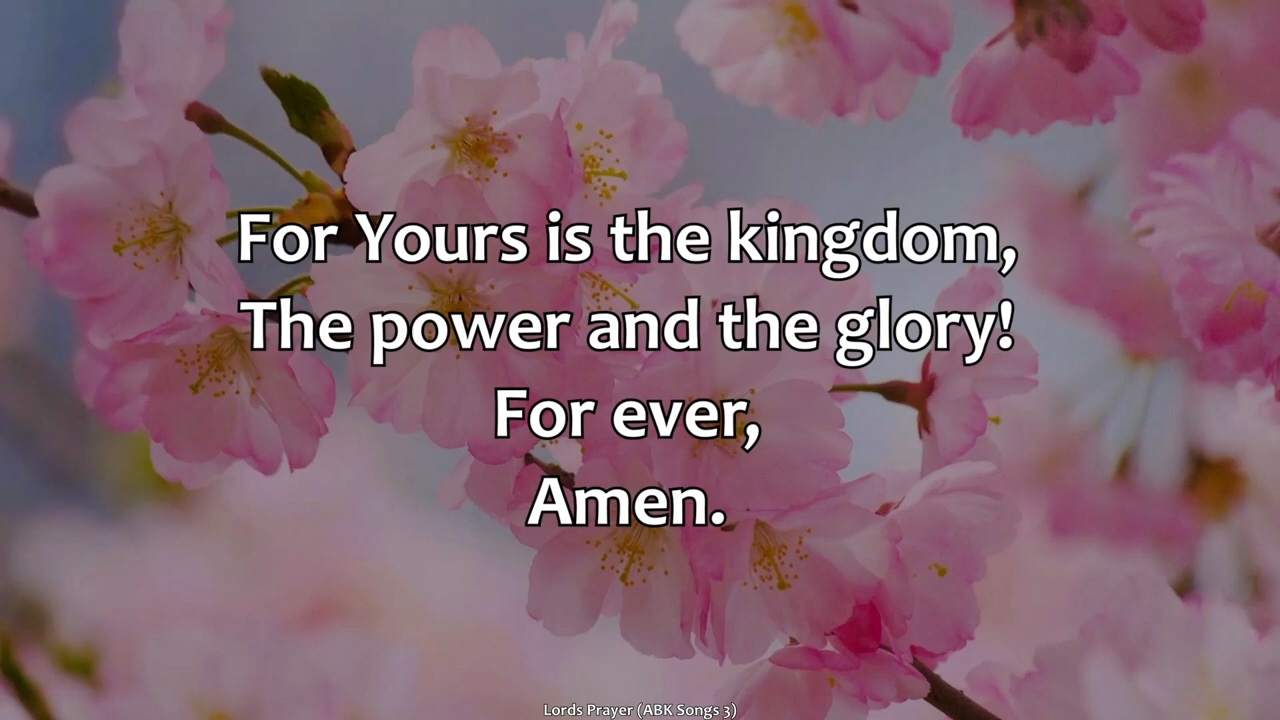 For Yours is the kingdom,
The power and the glory!
For ever,
Amen.
Lords Prayer (ABK Songs 3)